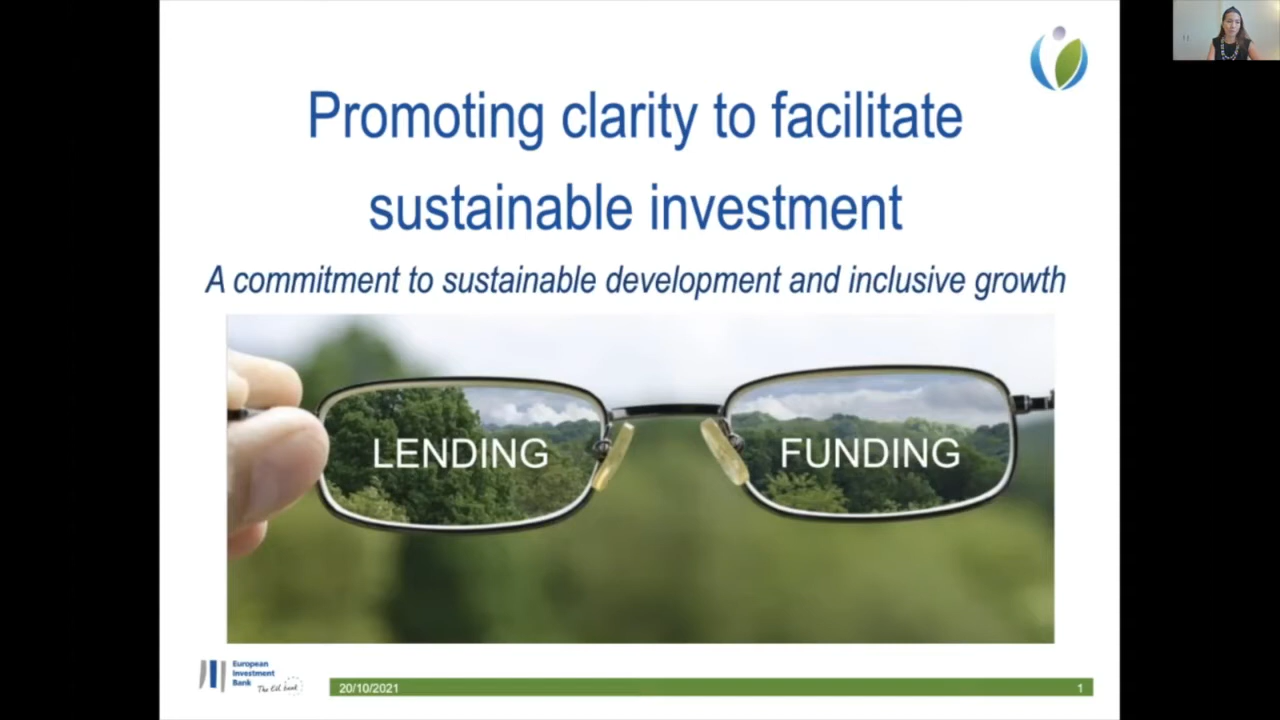 Promoting clarity to facilitate
sustainable investment
A commitment to sustainable development and inclusive growth
LENDING
FUNDING
European
Investment
Bank
The EU bank
20/10/2021
1